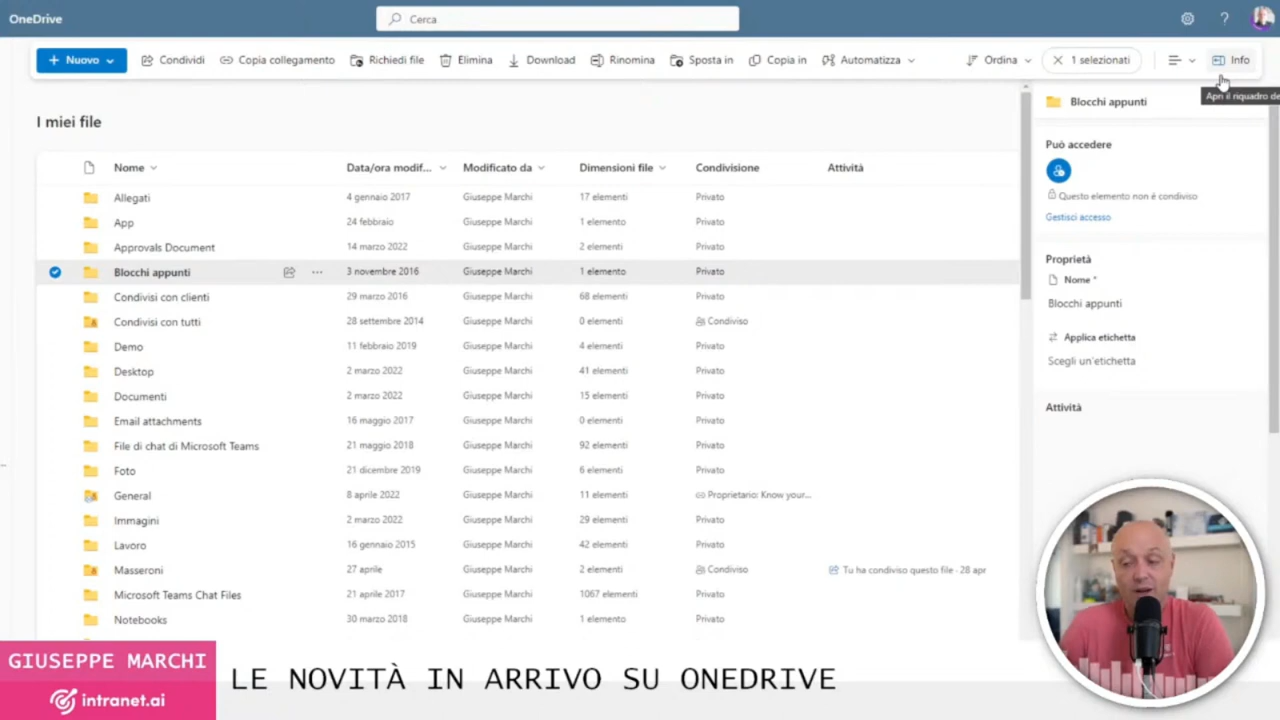 OneDrive
Cerca
?
Nuovo
Condividi
Copia collegamento
Richiedi file
Elimina
Download
Rinomina
Sposta in
Copia in
Automatizza
Ordina
1 selezionati
Info
Apri il riquadro de
I miei file
Nome Data/ora modif... Modificato da Dimensioni file Condivisione Attività
Allegati 4 gennaio 2017 Giuseppe Marchi 17 elementi Privato
App 24 febbraio Giuseppe Marchi 1 elemento Privato
Approvals Document 14 marzo 2022 Giuseppe Marchi 2 elementi Privato
Blocchi appunti 3 novembre 2016 Giuseppe Marchi 1 elemento Privato
Condivisi con clienti 29 marzo 2016 Giuseppe Marchi 68 elementi Privato
Condivisi con tutti 28 settembre 2014 Giuseppe Marchi 0 elementi Condiviso
Demo 11 febbraio 2019 Giuseppe Marchi 4 elementi Privato
Desktop 2 marzo 2022 Giuseppe Marchi 41 elementi Privato
Documenti 2 marzo 2022 Giuseppe Marchi 15 elementi Privato
Email attachments 16 maggio 2017 Giuseppe Marchi 0 elementi Privato
File di chat di Microsoft Teams 21 maggio 2018 Giuseppe Marchi 92 elementi Privato
Foto 21 dicembre 2019 Giuseppe Marchi 6 elementi Privato
General 8 aprile 2022 Giuseppe Marchi 11 elementi Proprietario: Know your...
Immagini 2 marzo 2022 Giuseppe Marchi 29 elementi Privato
Lavoro 16 gennaio 2015 Giuseppe Marchi 42 elementi Privato
Masseroni 27 aprile Giuseppe Marchi 2 elementi Condiviso Tu ha condiviso questo file - 28 apr
Microsoft Teams Chat Files 21 aprile 2017 Giuseppe Marchi 1067 elementi Privato
Notebooks 30 marzo 2018 Giuseppe Marchi 1 elemento Privato
Blocchi appunti
Può accedere
Questo elemento non è condiviso
Gestisci accesso
Proprietà
Nome *
Blocchi appunti
Applica etichetta
Scegli un'etichetta
Attività
GIUSEPPE MARCHI
intranet.ai
LE NOVITÀ IN ARRIVO SU ONEDRIVE